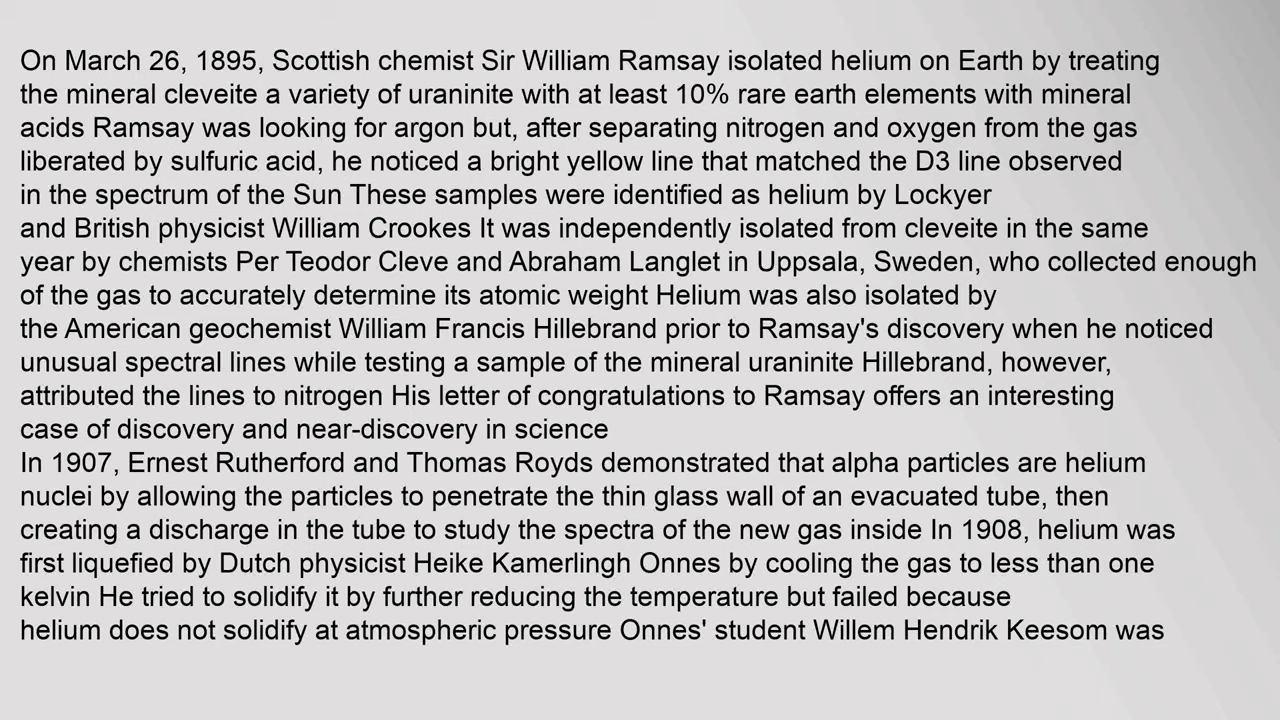 On March 26, 1895, Scottish chemist Sir William Ramsay isolated helium on Earth by treating
the mineral cleveite a variety of uraninite with at least 10% rare earth elements with mineral
acids Ramsay was looking for argon but, after separating nitrogen and oxygen from the gas
liberated by sulfuric acid, he noticed a bright yellow line that matched the D3 line observed
in the spectrum of the Sun These samples were identified as helium by Lockyer
and British physicist William Crookes It was independently isolated from cleveite in the same
year by chemists Per Teodor Cleve and Abraham Langlet in Uppsala, Sweden, who collected enough
of the gas to accurately determine its atomic weight Helium was also isolated by
the American geochemist William Francis Hillebrand prior to Ramsay's discovery when he noticed
unusual spectral lines while testing a sample of the mineral uraninite Hillebrand, however,
attributed the lines to nitrogen His letter of congratulations to Ramsay offers an interesting
case of discovery and near-discovery in science
In 1907, Ernest Rutherford and Thomas Royds demonstrated that alpha particles are helium
nuclei by allowing the particles to penetrate the thin glass wall of an evacuated tube, then
creating a discharge in the tube to study the spectra of the new gas inside In 1908, helium was
first liquefied by Dutch physicist Heike Kamerlingh Onnes by cooling the gas to less than one
kelvin He tried to solidify it by further reducing the temperature but failed because
helium does not solidify at atmospheric pressure Onnes' student Willem Hendrik Keesom was